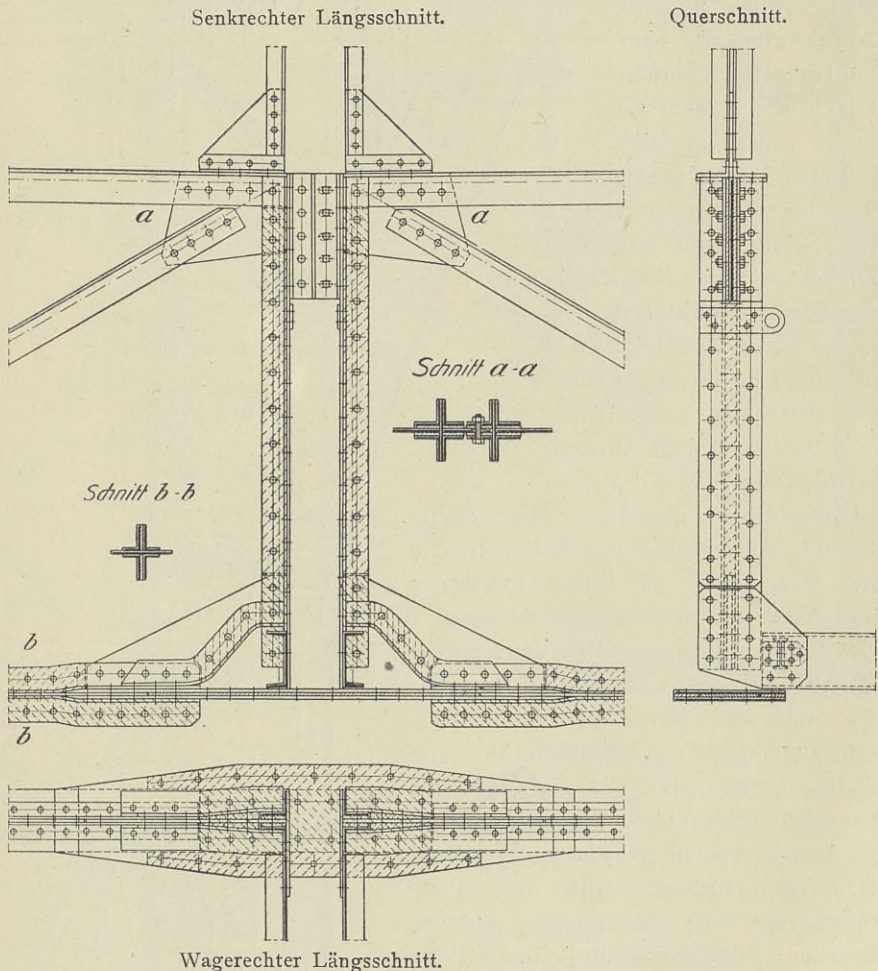 Senkrechter Längsschnitt.
Querschnitt.
a
a
Schnitt a-a
Schnitt b-b
b
b
Wagerechter Längsschnitt.